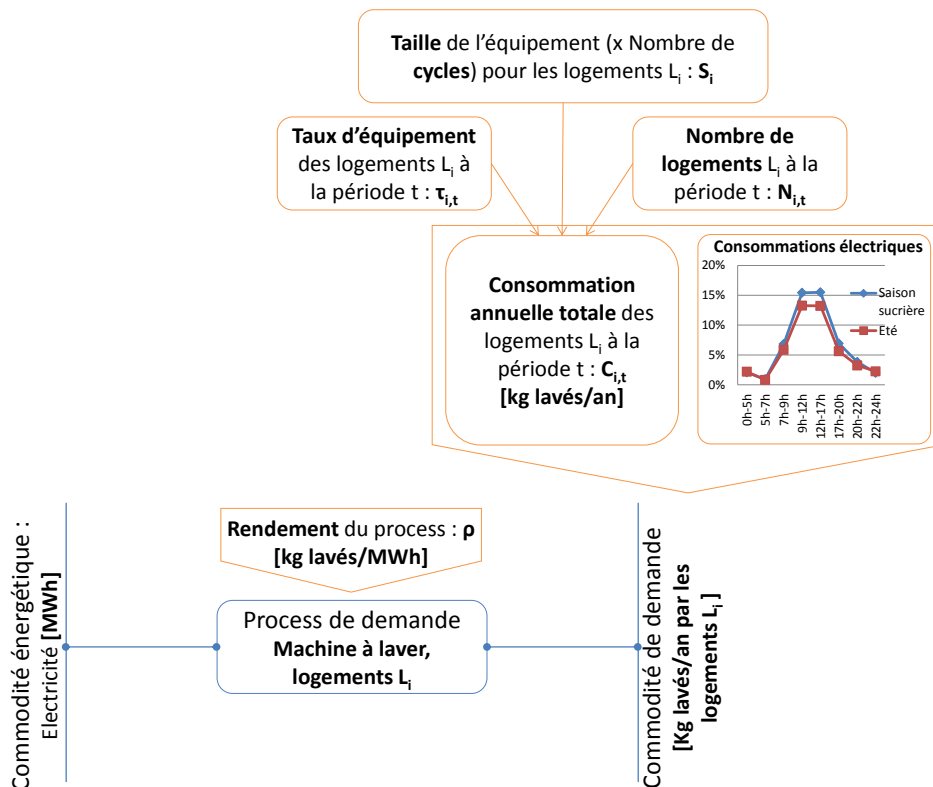 Taille de l’équipement (x Nombre de
cycles) pour les logements Li : Si
Taux d’équipement
des logements Li à
la période t : τi,t
Nombre de
logements Li à la
période t : Ni,t
Consommation
annuelle totale des
logements Li à la
période t : Ci,t
[kg lavés/an]
Consommations électriques
20%
15%
10%
5%
0%
Saison
sucrière
Eté
0h-5h
5h-7h
7h-9h
9h-12h
12h-17h
17h-20h
20h-22h
22h-24h
Commodité énergétique :
Electricité [MWh]
Rendement du process : ρ
[kg lavés/MWh]
Process de demande
Machine à laver,
logements Li
Commodité de demande
[Kg lavés/an par les
logements Li]